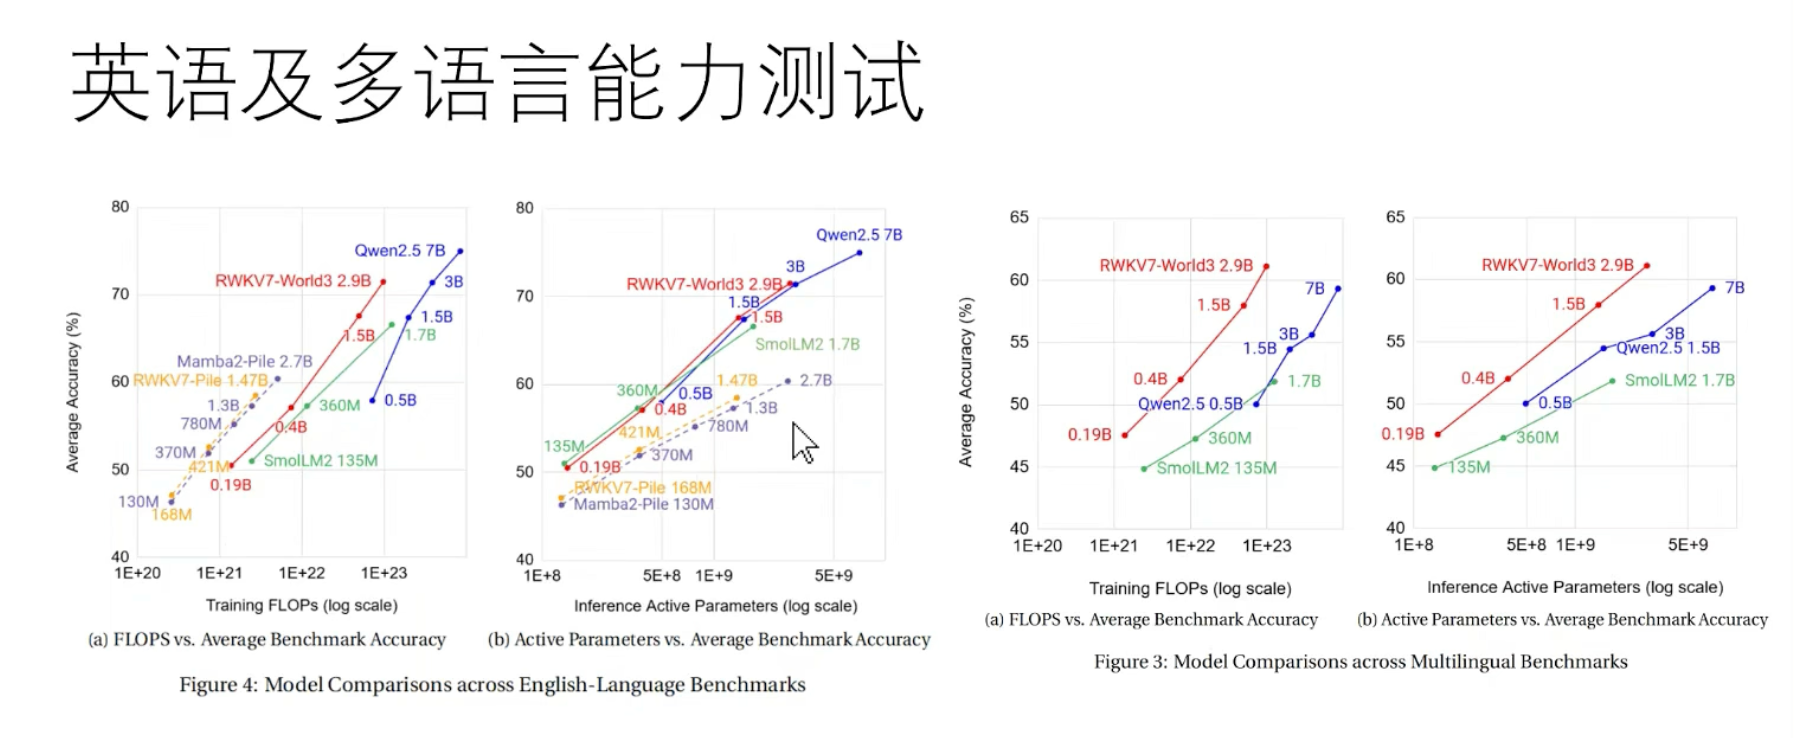 英语及多语言能力测试
80
70
60
50
40
Average Accuracy (%)
Qwen2.5 7B
RWKV7-World3 2.9B
3B
1.5B
1.5B
1.7B
Mamba2-Pile 2.7B
RWKV7-Pile 1.47B
0.5B
1.3B
360M
780M
0.4B
370M
421M
SmolLM2 135M
0.19B
130M
168M
1E+20
1E+21
1E+22
1E+23
Training FLOPs (log scale)
(a) FLOPS vs. Average Benchmark Accuracy
80
70
60
50
40
Qwen2.5 7B
3B
RWKV7-World3 2.9B
1.5B
1.5B
SmolLM2 1.7B
360M
0.5B
1.47B
2.7B
0.4B
1.3B
421M
780M
135M
370M
0.19B
RWKV7-Pile 168M
Mamba2-Pile 130M
1E+8
5E+8
1E+9
5E+9
Inference Active Parameters (log scale)
(b) Active Parameters vs. Average Benchmark Accuracy
Figure 4: Model Comparisons across English-Language Benchmarks
65
60
55
50
45
40
Average Accuracy (%)
RWKV7-World3 2.9B
7B
1.5B
3B
1.5B
0.4B
1.7B
Qwen2.5 0.5B
0.19B
360M
SmolLM2 135M
1E+20
1E+21
1E+22
1E+23
Training FLOPs (log scale)
(a) FLOPS vs. Average Benchmark Accuracy
65
60
55
50
45
40
RWKV7-World3 2.9B
7B
1.5B
3B
Qwen2.5 1.5B
0.4B
SmolLM2 1.7B
0.5B
0.19B
360M
135M
1E+8
5E+8
1E+9
5E+9
Inference Active Parameters (log scale)
(b) Active Parameters vs. Average Benchmark Accuracy
Figure 3: Model Comparisons across Multilingual Benchmarks